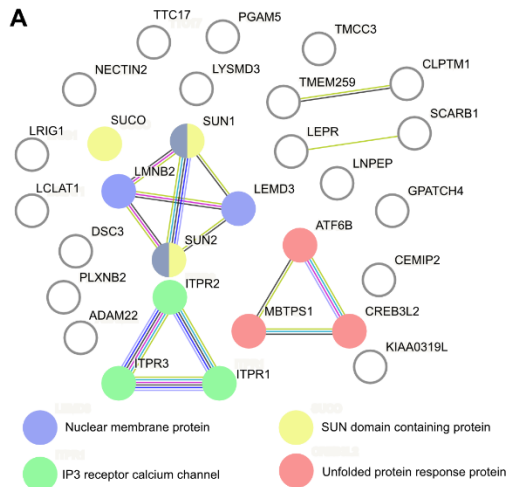 A
TTC17
PGAM5
TMCC3
NECTIN2
LYSMD3
TMEM259
CLPTM1
SUCO
SUN1
LRIG1
LEPR
SCARB1
LMNB2
LEMD3
LNPEP
LCLAT1
GPATCH4
DSC3
SUN2
ATF6B
PLXNB2
ITPR2
CEMIP2
ADAM22
MBTPS1
CREB3L2
ITPR3
ITPR1
KIAA0319L
Nuclear membrane protein
SUN domain containing protein
IP3 receptor calcium channel
Unfolded protein response protein